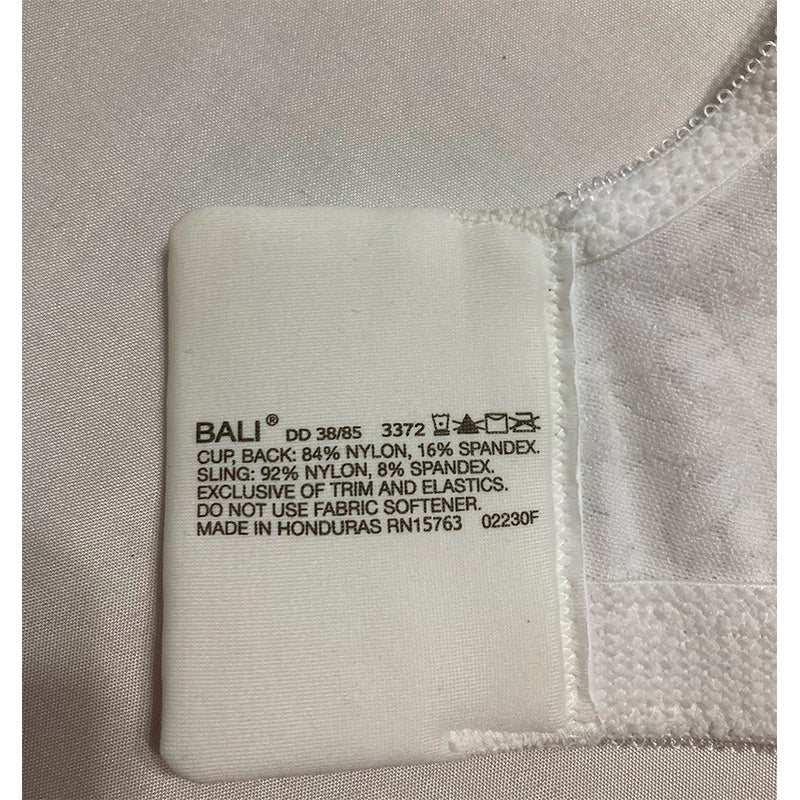 BALI® DD 38/85 3372
CUP, BACK: 84% NYLON, 16% SPANDEX.
SLING: 92% NYLON, 8% SPANDEX.
EXCLUSIVE OF TRIM AND ELASTICS.
DO NOT USE FABRIC SOFTENER.
MADE IN HONDURAS RN15763 02230F